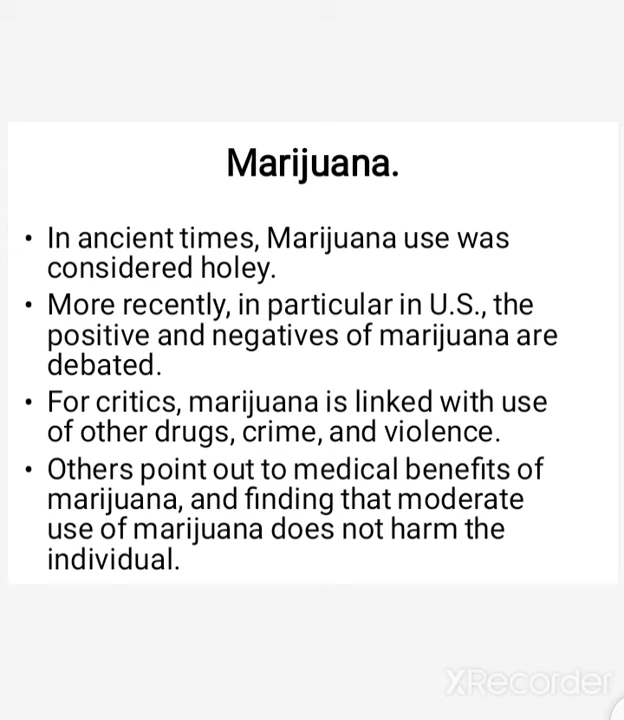 Marijuana.
• In ancient times, Marijuana use was
considered holey.
• More recently, in particular in U.S., the
positive and negatives of marijuana are
debated.
• For critics, marijuana is linked with use
of other drugs, crime, and violence.
• Others point out to medical benefits of
marijuana, and finding that moderate
use of marijuana does not harm the
individual.
XRecorder